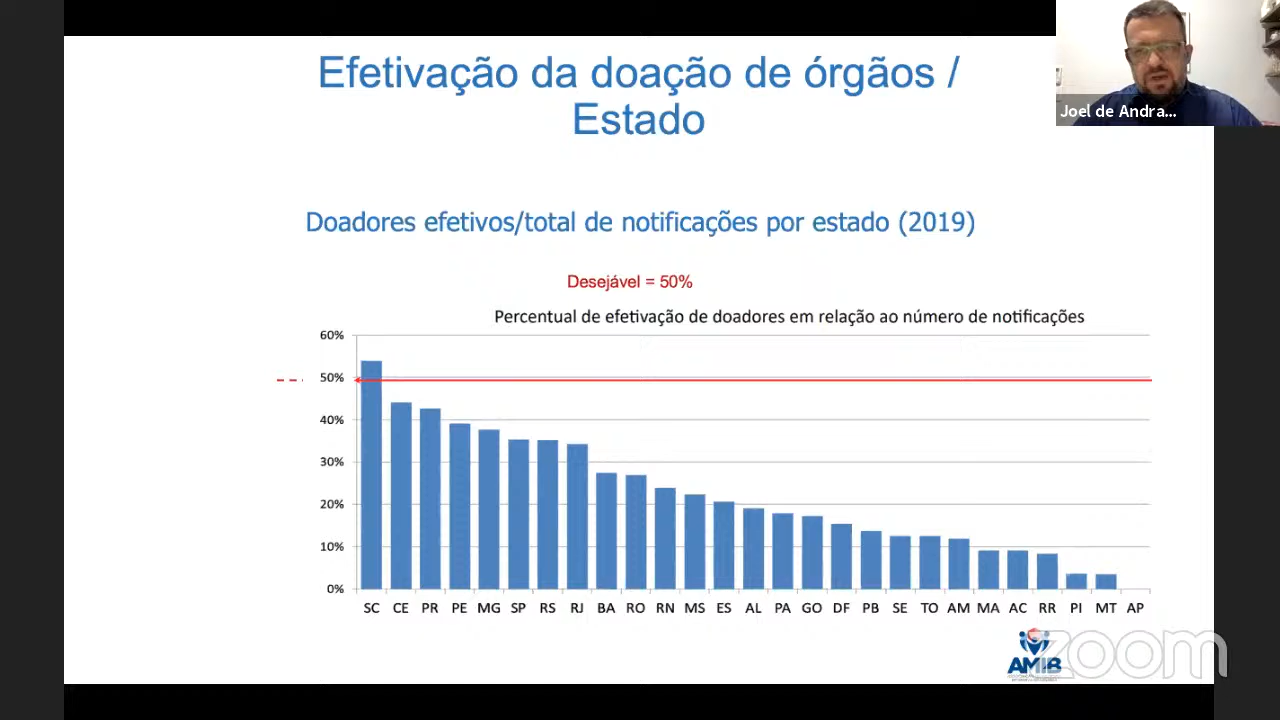 Efetivação da doação de órgãos /
Estado
Joel de Andra...
Doadores efetivos/total de notificações por estado (2019)
Desejável = 50%
Percentual de efetivação de doadores em relação ao número de notificações
60%
50%
40%
30%
20%
10%
0%
SC CE PR PE MG SP RS RJ BA RO RN MS ES AL PA GO DF PB SE TO AM MA AC RR PI MT AP
AMIB
zoom